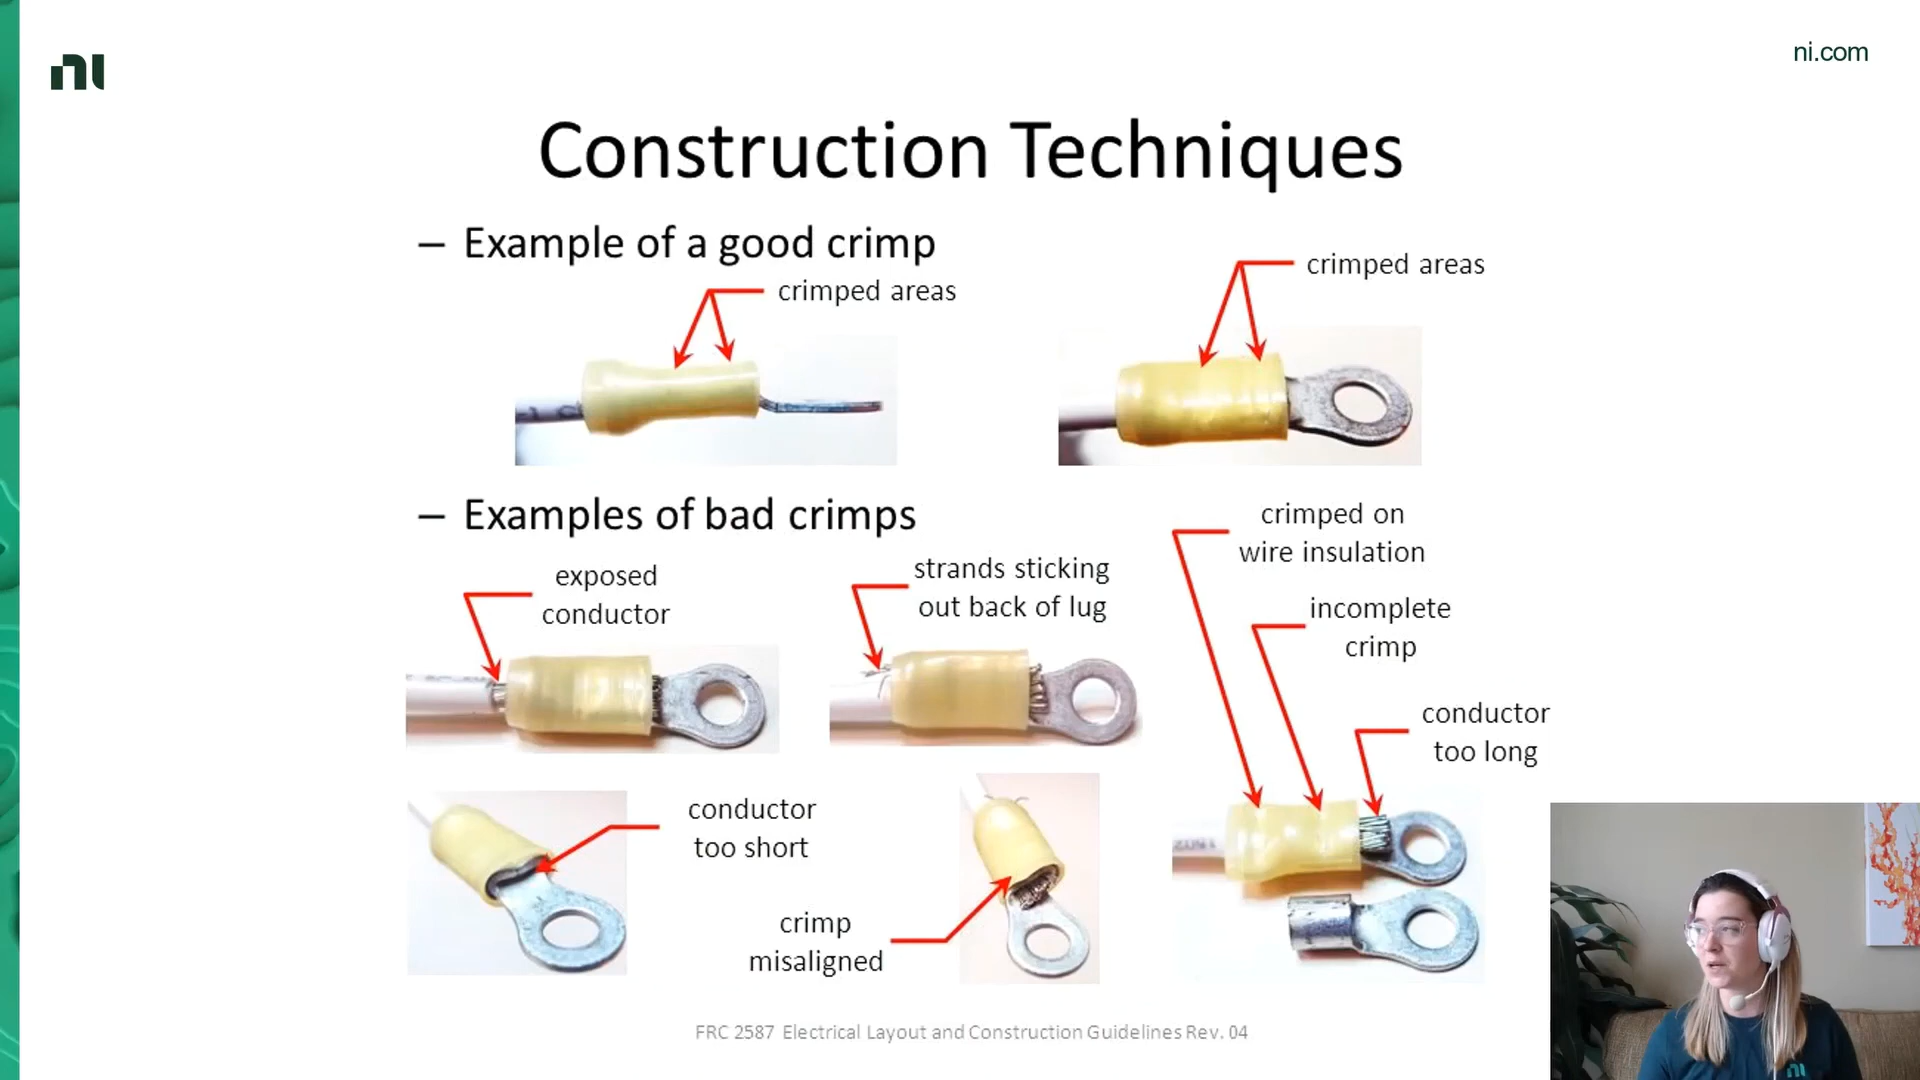 ni
ni.com
Construction Techniques
– Example of a good crimp
crimped areas
crimped areas
– Examples of bad crimps
exposed
conductor
strands sticking
out back of lug
crimped on
wire insulation
incomplete
crimp
conductor
too long
conductor
too short
crimp
misaligned
FRC 2587 Electrical Layout and Construction Guidelines Rev. 04
ni